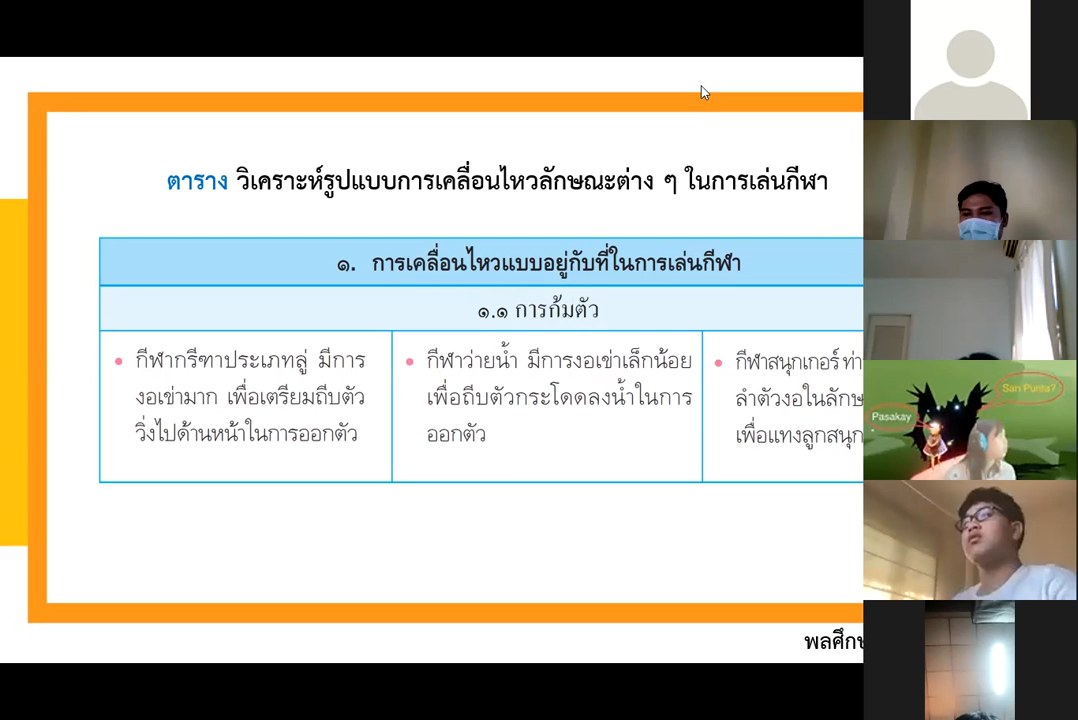 ตาราง วิเคราะห์รูปแบบการเคลื่อนไหวลักษณะต่าง ๆ ในการเล่นกีฬา
๑. การเคลื่อนไหวแบบอยู่กับที่ในการเล่นกีฬา
๑.๑ การก้มตัว
• กีฬากรีฑาประเภทลู่ มีการ
งอเข่ามาก เพื่อเตรียมถีบตัว
วิ่งไปด้านหน้าในการออกตัว
• กีฬาว่ายน้ำ มีการงอเข่าเล็กน้อย
เพื่อถีบตัวกระโดดลงน้ำในการ
ออกตัว
• กีฬาสนุกเกอร์ ท่า
ลำตัวงอในลักษ
เพื่อแทงลูกสนุก
พลศึกษ
San Punta?
Pasakay